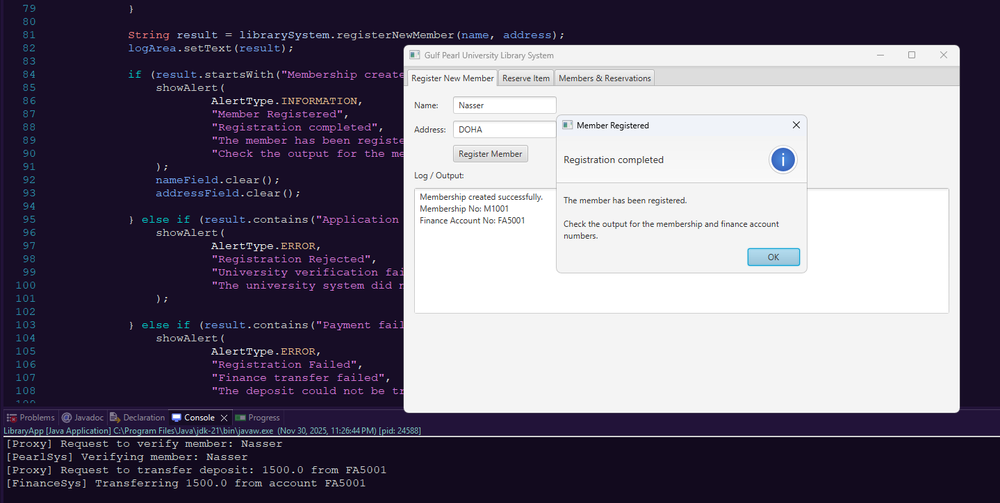 79 }
80
81 String result = librarySystem.registerNewMember(name, address);
82 logArea.setText(result);
83
84 if (result.startsWith("Membership create
85 showAlert(
86 AlertType.INFORMATION,
87 "Member Registered",
88 "Registration completed",
89 "The member has been registe
90 "Check the output for the me
91 );
92 nameField.clear();
93 addressField.clear();
94
95 } else if (result.contains("Application
96 showAlert(
97 AlertType.ERROR,
98 "Registration Rejected",
99 "University verification fai
100 "The university system did n
101 );
102
103 } else if (result.contains("Payment fail
104 showAlert(
105 AlertType.ERROR,
106 "Registration Failed",
107 "Finance transfer failed",
108 "The deposit could not be tr
109
Gulf Pearl University Library System
Register New Member Reserve Item Members & Reservations
Name: Nasser
Address: DOHA
Register Member
Log / Output:
Membership created successfully.
Membership No: M1001
Finance Account No: FA5001
Member Registered
Registration completed
The member has been registered.
Check the output for the membership and finance account
numbers.
OK
Problems Javadoc Declaration Console Progress
LibraryApp [Java Application] C:\Program Files\Java\jdk-21\bin\javaw.exe (Nov 30, 2025, 11:26:44 PM) [pid: 24588]
[Proxy] Request to verify member: Nasser
[PearlSys] Verifying member: Nasser
[Proxy] Request to transfer deposit: 1500.0 from FA5001
[FinanceSys] Transferring 1500.0 from account FA5001